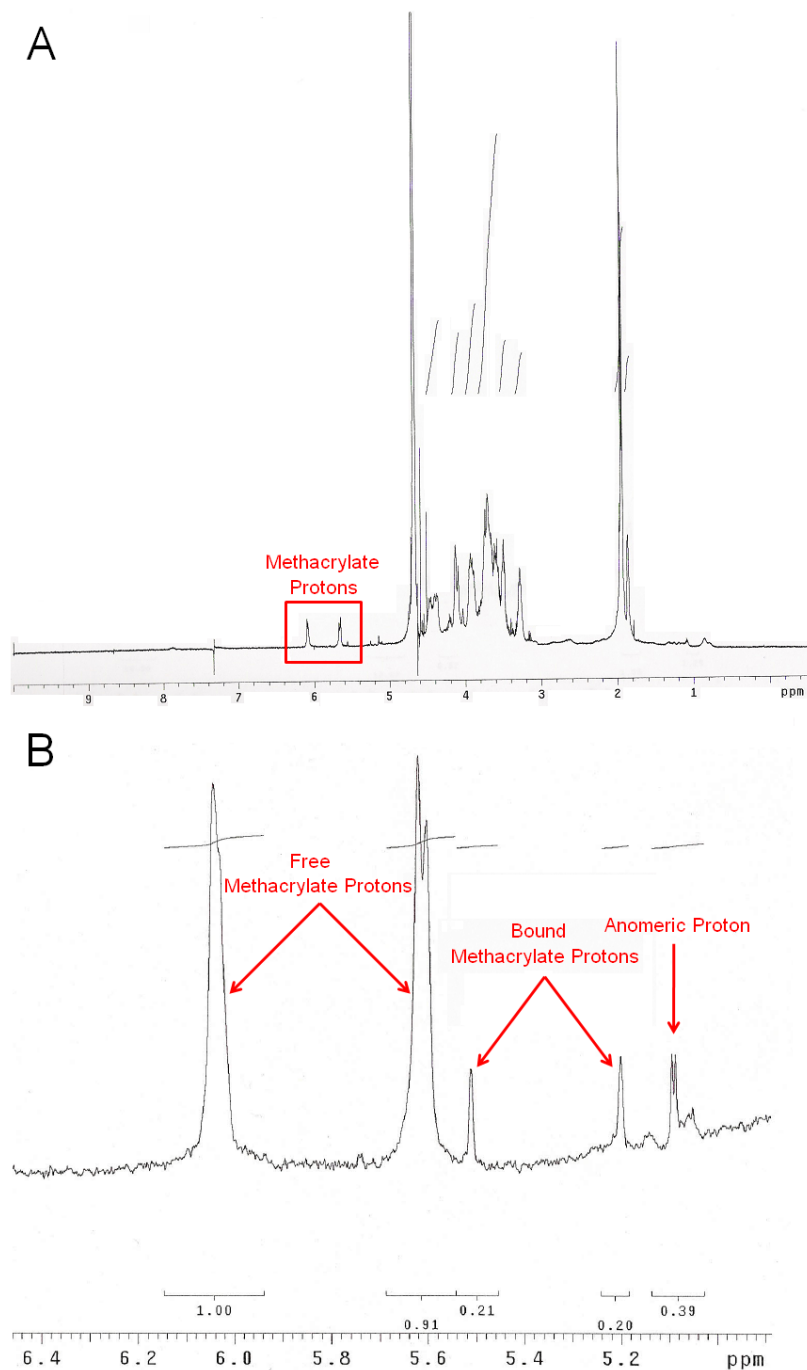 A
Methacrylate
Protons
9 8 7 6 5 4 3 2 1 ppm
B
Free
Methacrylate Protons
Bound
Methacrylate Protons
Anomeric Proton
1.00 0.91 0.21 0.20 0.39
6.4 6.2 6.0 5.8 5.6 5.4 5.2 ppm